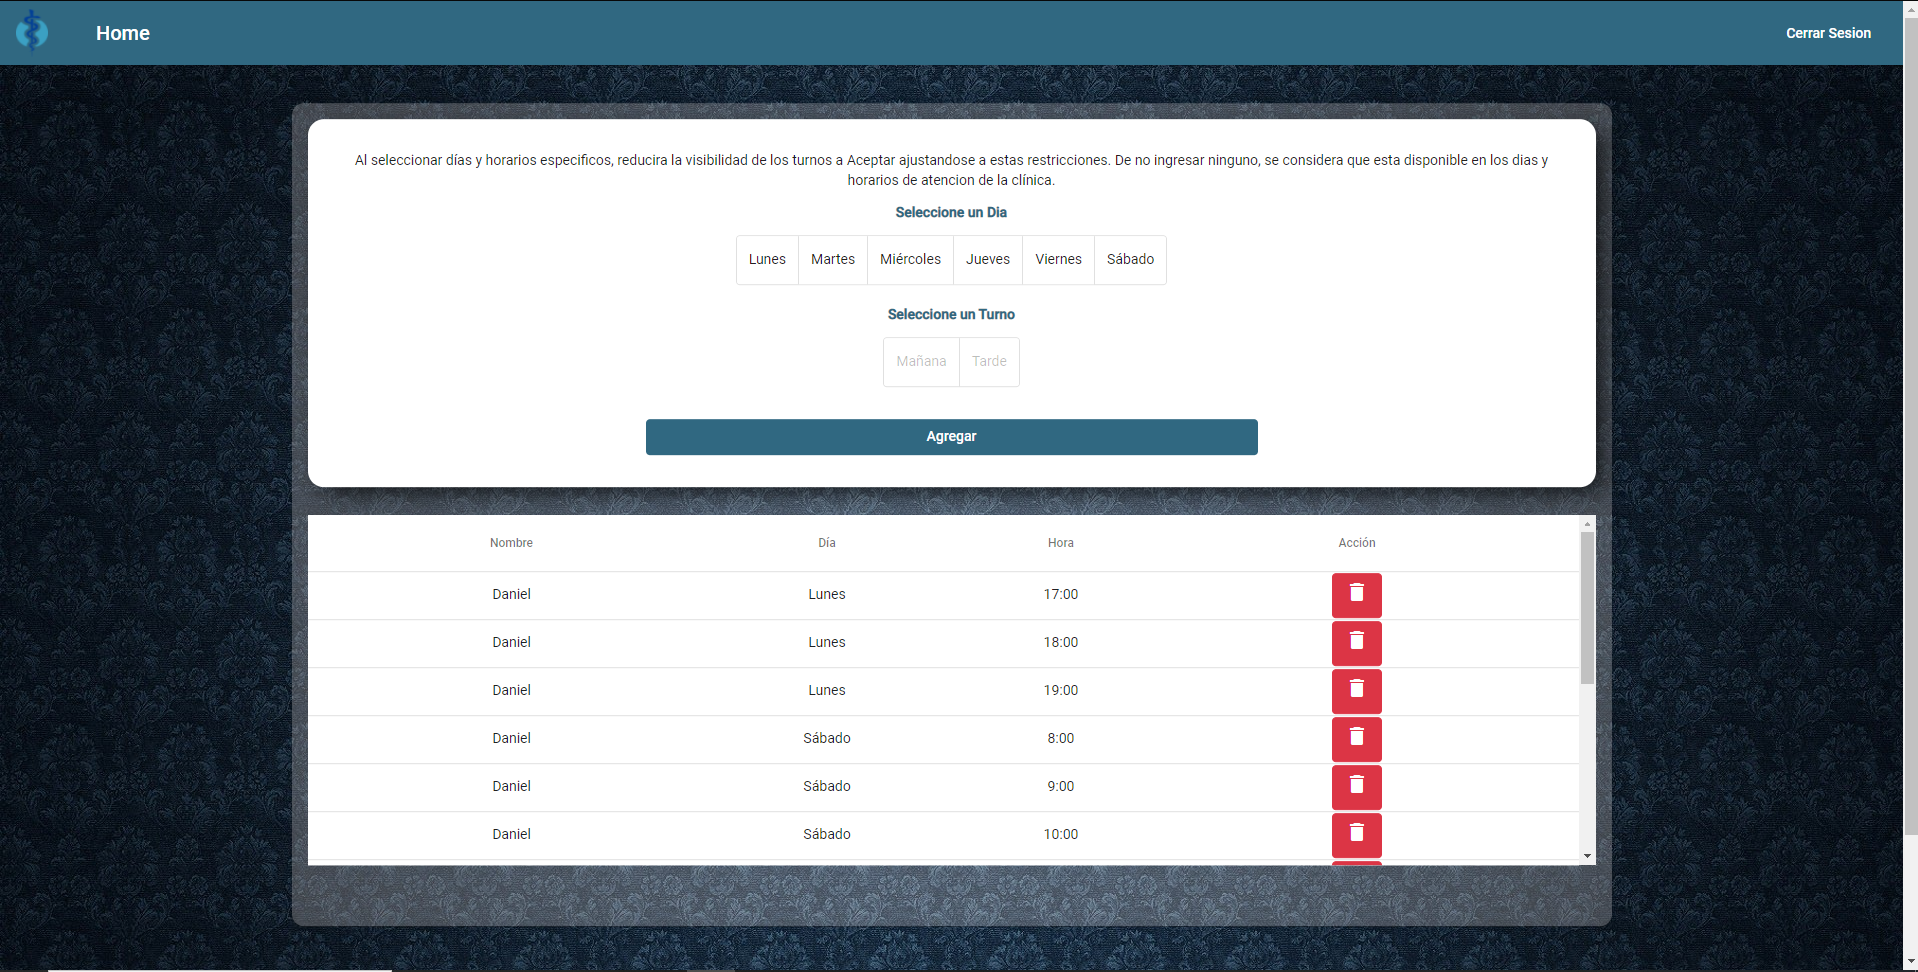 Home
Cerrar Sesion
Al seleccionar días y horarios especificos, reducira la visibilidad de los turnos a Aceptar ajustandose a estas restricciones. De no ingresar ninguno, se considera que esta disponible en los dias y
horarios de atencion de la clínica.
Seleccione un Dia
Lunes Martes Miércoles Jueves Viernes Sábado
Seleccione un Turno
Mañana Tarde
Agregar
Nombre Día Hora Acción
Daniel Lunes 17:00
Daniel Lunes 18:00
Daniel Lunes 19:00
Daniel Sábado 8:00
Daniel Sábado 9:00
Daniel Sábado 10:00